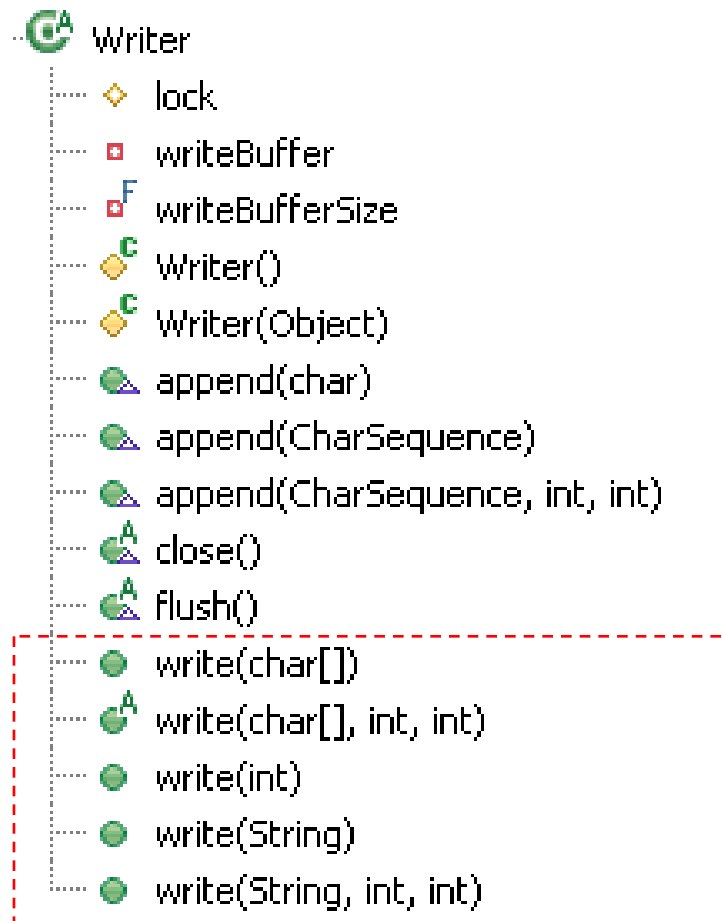 Writer
lock
writeBuffer
writeBufferSize
Writer()
Writer(Object)
append(char)
append(CharSequence)
append(CharSequence, int, int)
close()
flush()
write(char[])
write(char[], int, int)
write(int)
write(String)
write(String, int, int)